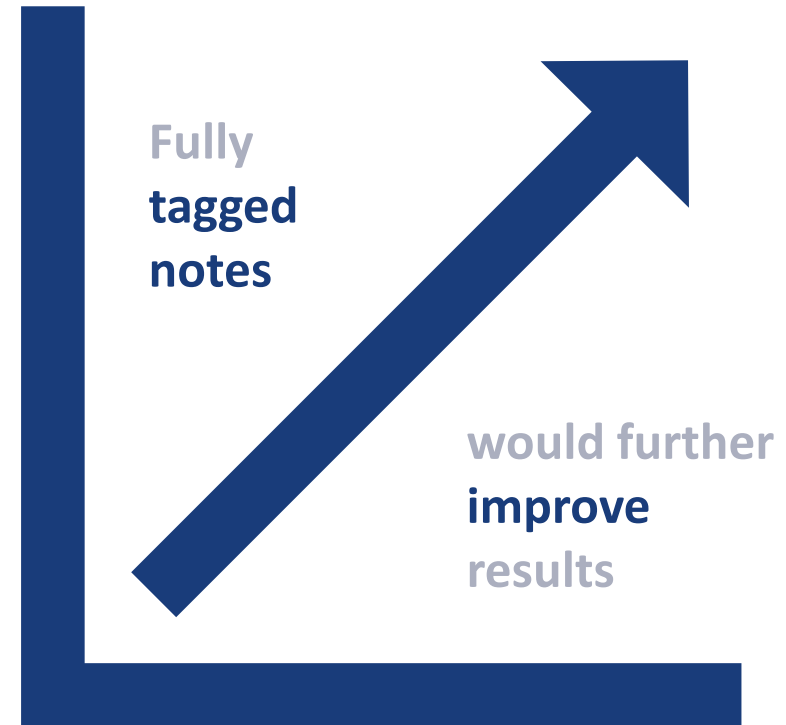 Fully
tagged
notes
would further
improve
results